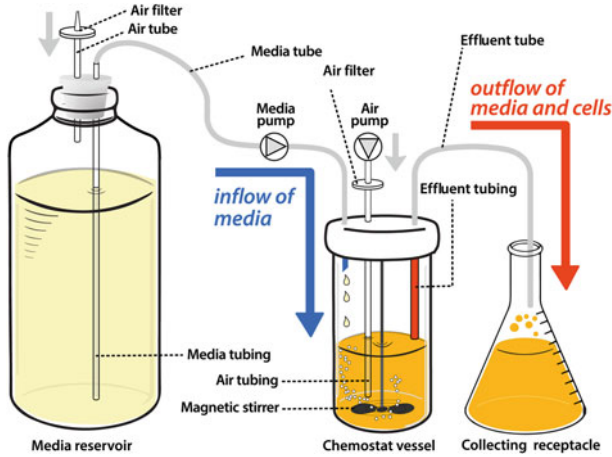 Air filter
Air tube
Media tube
Effluent tube
Air filter
Media
pump
Air
pump
outflow of
media and cells
inflow of
media
Effluent tubing
Media tubing
Air tubing
Magnetic stirrer
Media reservoir
Chemostat vessel
Collecting receptacle